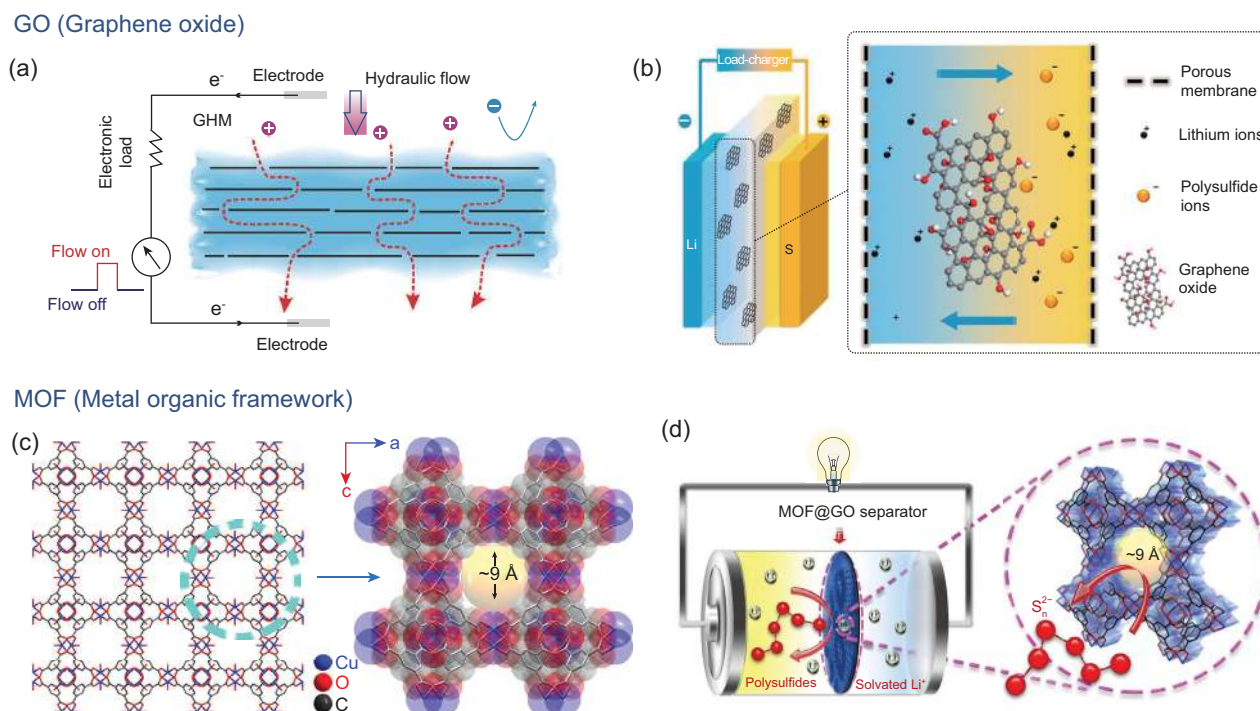 GO (Graphene oxide)
(a)
e-
Electrode
Hydraulic flow
GHM
Electronic
load
Flow on
Flow off
e-
Electrode
(b)
Load-charger
Li
S
Porous
membrane
Lithium ions
Polysulfide
ions
Graphene
oxide
MOF (Metal organic framework)
(c)
a
c
~9 Å
~9 Å
Cu
O
C
(d)
MOF@GO separator
Polysulfides
Solvated Li+
~9 Å
Sn2−